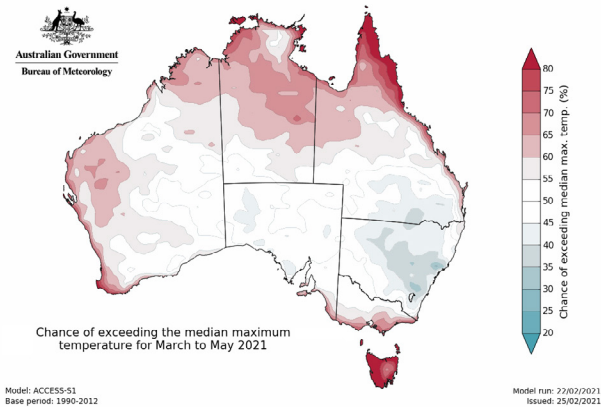 Australian Government
Bureau of Meteorology
80
75
70
65
60
55
50
45
40
35
30
25
20
Chance of exceeding median max. temp. (%)
Chance of exceeding the median maximum
temperature for March to May 2021
Model: ACCESS-S1
Base period: 1990-2012
Model run: 22/02/2021
Issued: 25/02/2021